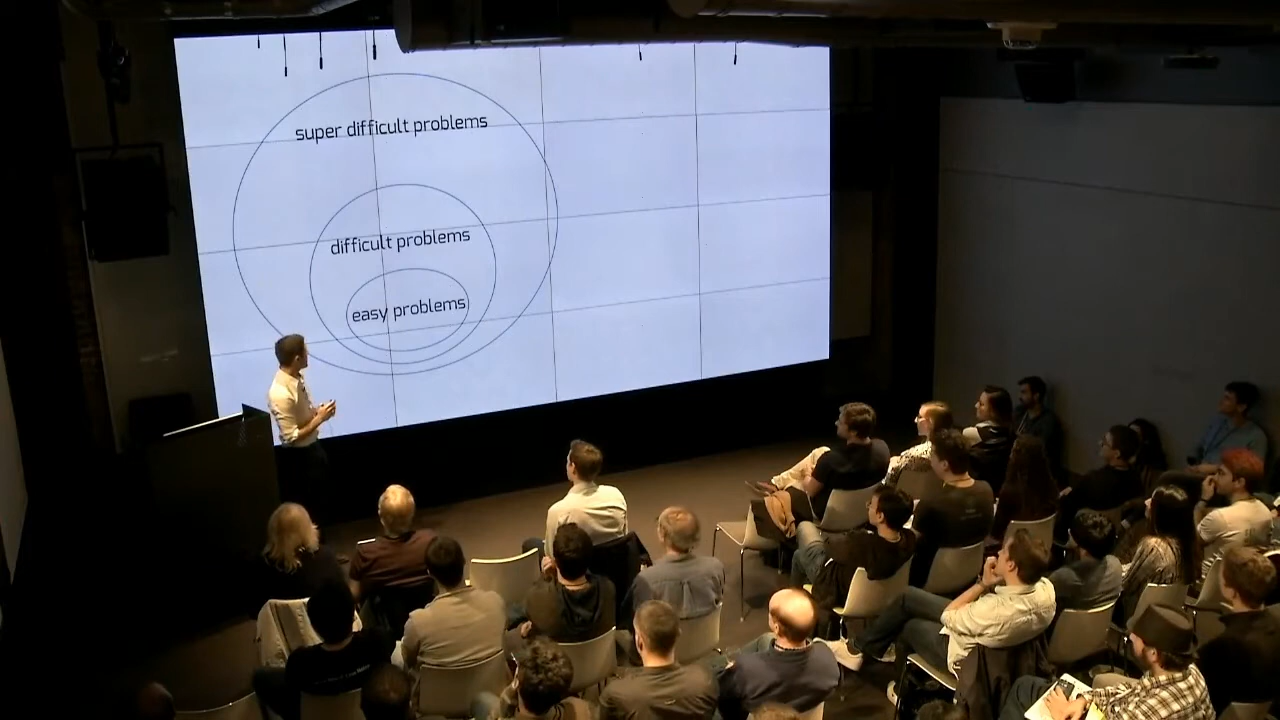 super difficult problems
difficult problems
easy problems